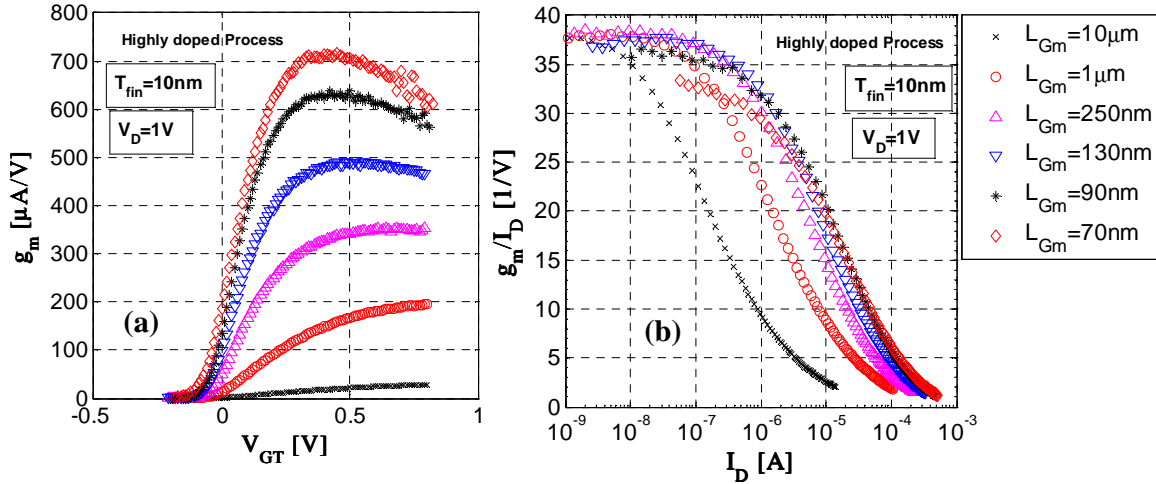 800
700
600
500
400
300
200
100
0
-0.5
0
0.5
1
g_m [μA/V]
V_GT [V]
Highly doped Process
T_fin=10nm
V_D=1V
(a)
40
35
30
25
20
15
10
5
0
10^-9
10^-8
10^-7
10^-6
10^-5
10^-4
10^-3
g_m/I_D [1/V]
I_D [A]
Highly doped Process
T_fin=10nm
V_D=1V
(b)
L_Gm=10μm
L_Gm=1μm
L_Gm=250nm
L_Gm=130nm
L_Gm=90nm
L_Gm=70nm